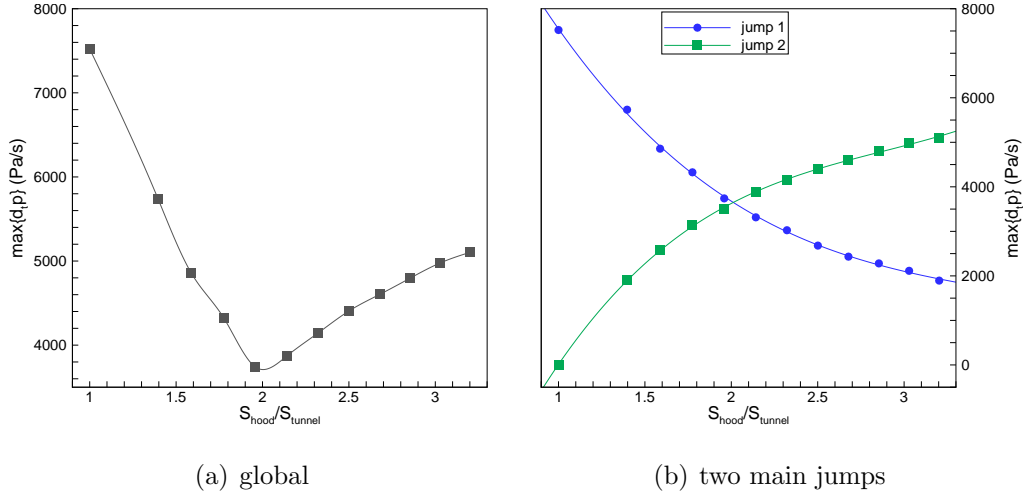 8000
7000
6000
5000
4000
max{dₜp} (Pa/s)
1 1.5 2 2.5 3
S_hood/S_tunnel
(a) global
jump 1
jump 2
8000
6000
4000
2000
0
max{dₜp} (Pa/s)
1 1.5 2 2.5 3
S_hood/S_tunnel
(b) two main jumps